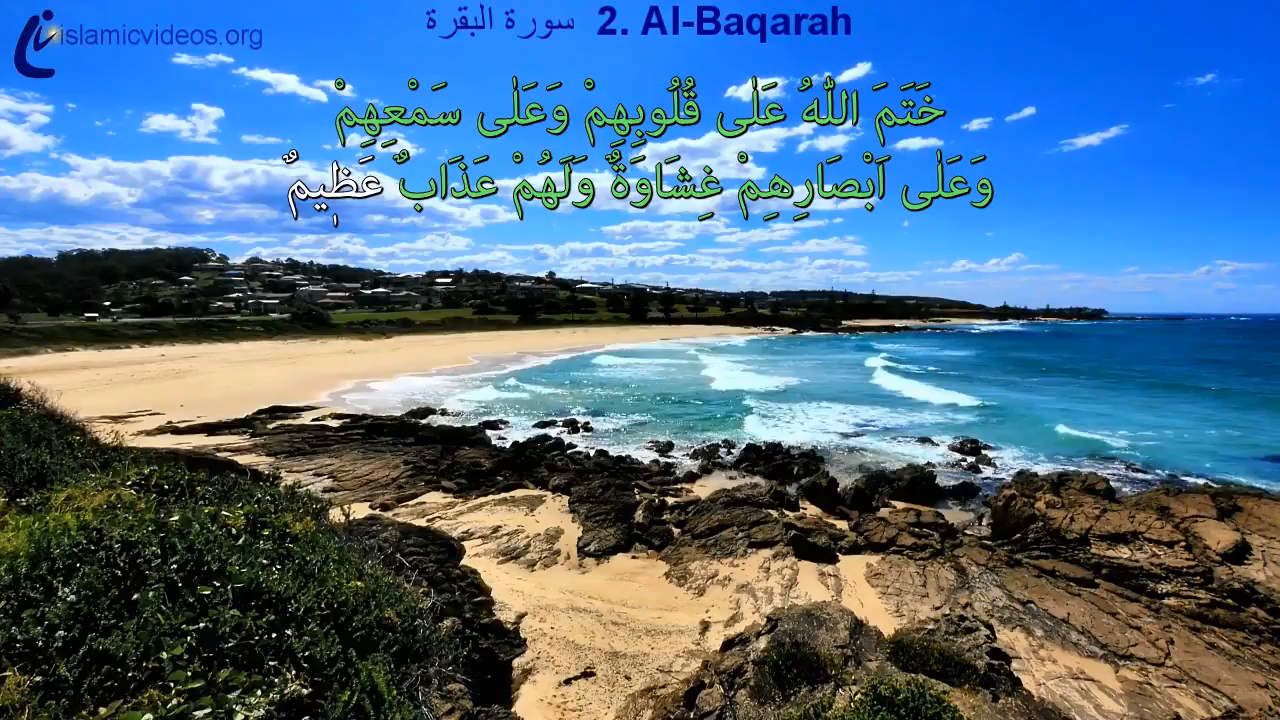 islamicvideos.org
سورة البقرة 2. Al-Baqarah
خَتَمَ اللّٰهُ عَلٰى قُلُوبِهِمْ وَعَلٰى سَمْعِهِمْ
وَعَلٰى اَبْصَارِهِمْ غِشَاوَةٌ وَلَهُمْ عَذَابٌ عَظٖيمٌ